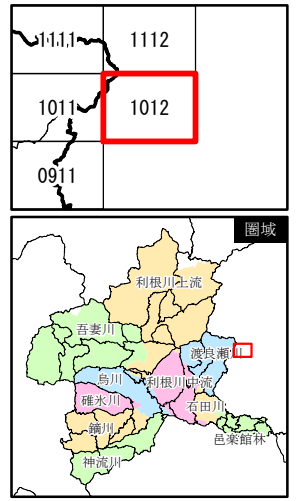 1111 1112
1011 1012
0911
圏域
利根川上流
吾妻川
渡良瀬川
烏川 利根川中流
碓氷川
石田川
鏑川
邑楽館林
神流川